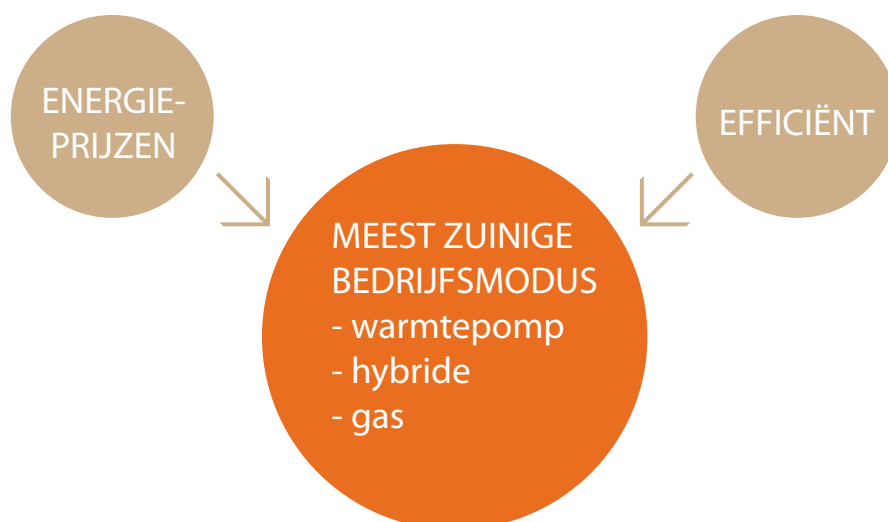 ENERGIE-
PRIJZEN
EFFICIËNT
MEEST ZUINIGE
BEDRIJFSMODUS
- warmtepomp
- hybride
- gas